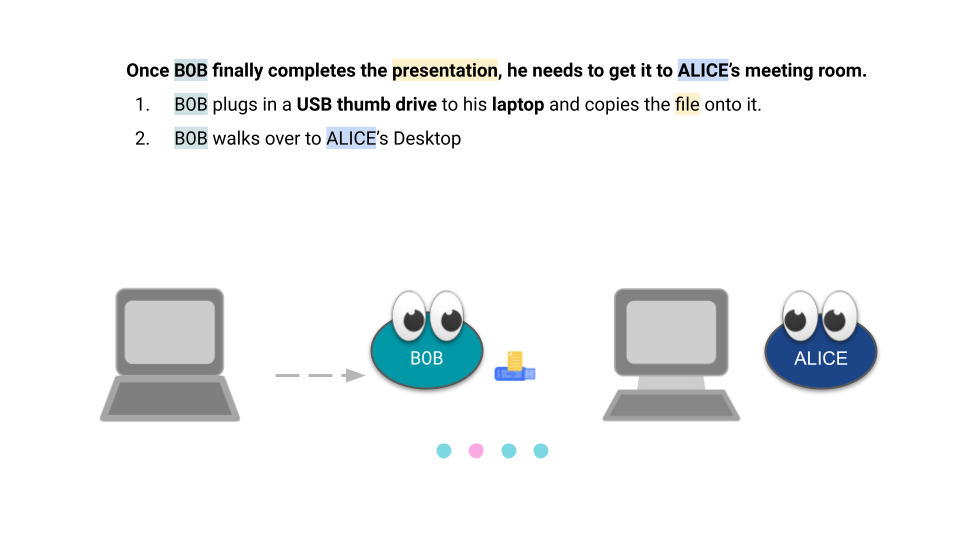 Once BOB finally completes the presentation, he needs to get it to ALICE’s meeting room.
1. BOB plugs in a USB thumb drive to his laptop and copies the file onto it.
2. BOB walks over to ALICE’s Desktop
BOB
ALICE